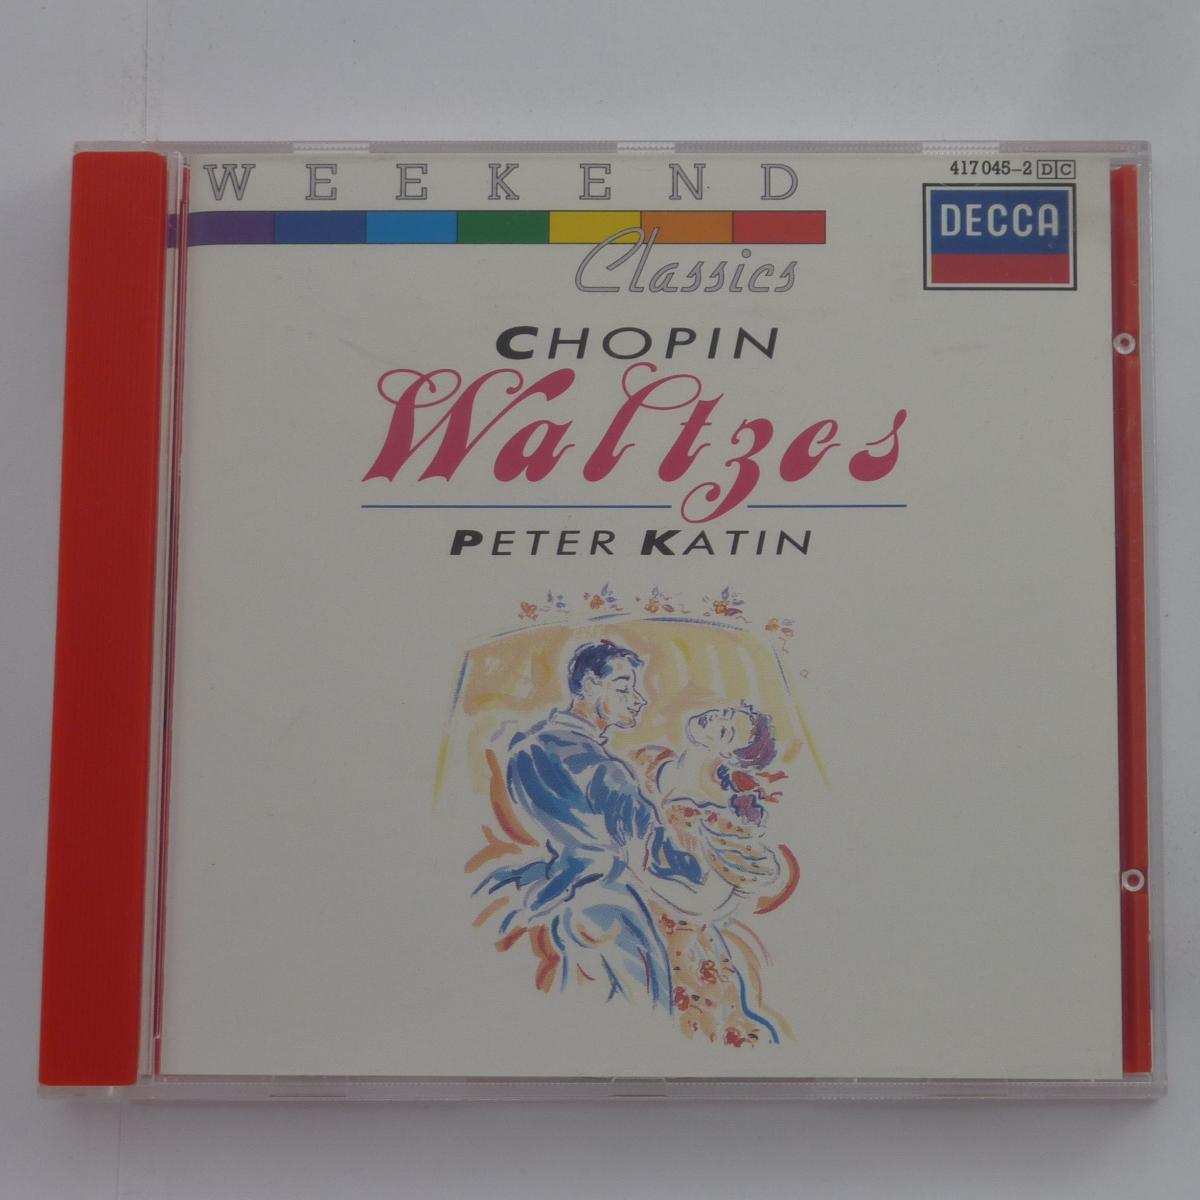 WEEKEND
Classics
417 045-2 DC
DECCA
CHOPIN
Waltzes
PETER KATIN